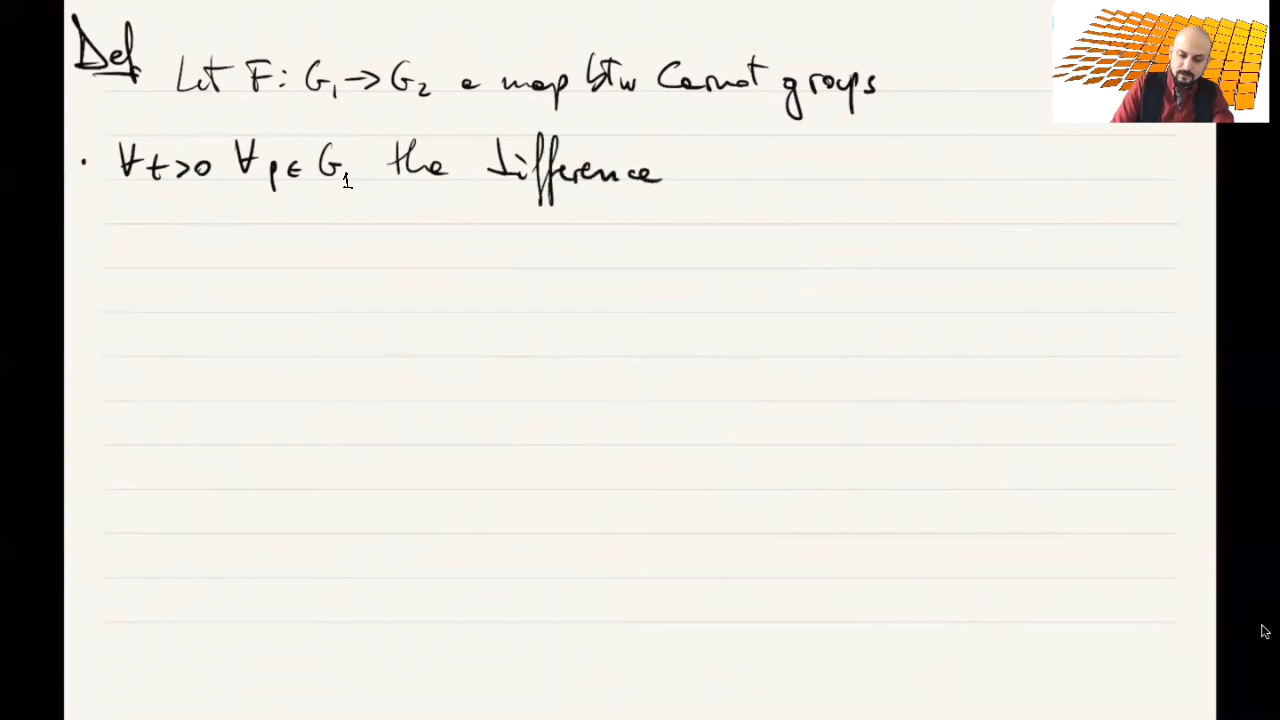 Def Let F: G₁ → G₂ a map btw Carnot groups
· ∀t>0 ∀p∈G₁ the difference